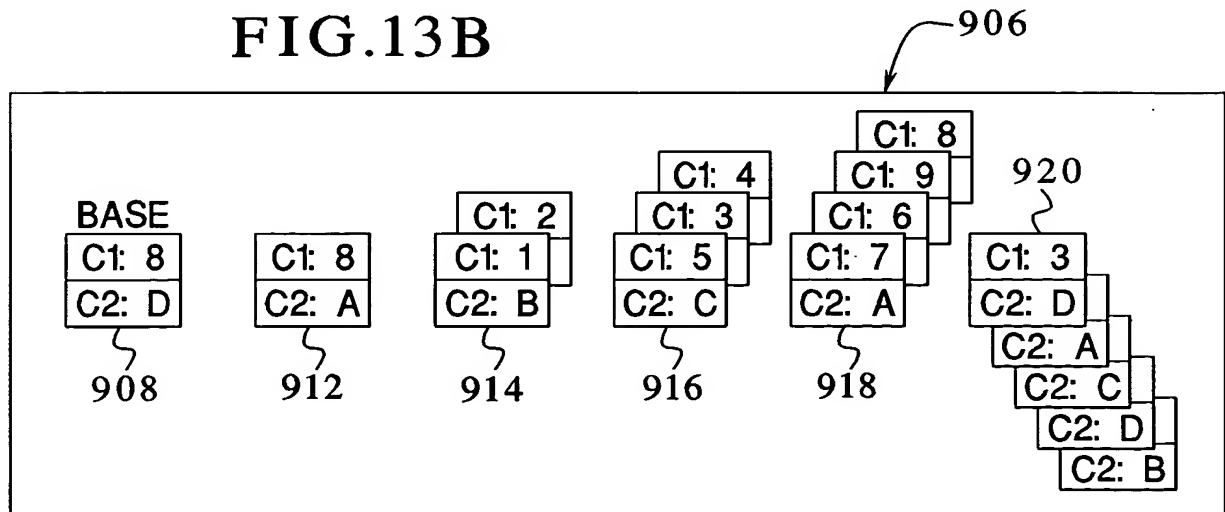 FIG.13B
906
BASE
C1: 8
C2: D
908
C1: 8
C2: A
912
C1: 2
C1: 1
C2: B
914
C1: 4
C1: 3
C1: 5
C2: C
916
C1: 8
C1: 9
C1: 6
C1: 7
C2: A
918
920
C1: 3
C2: D
C2: A
C2: C
C2: D
C2: B